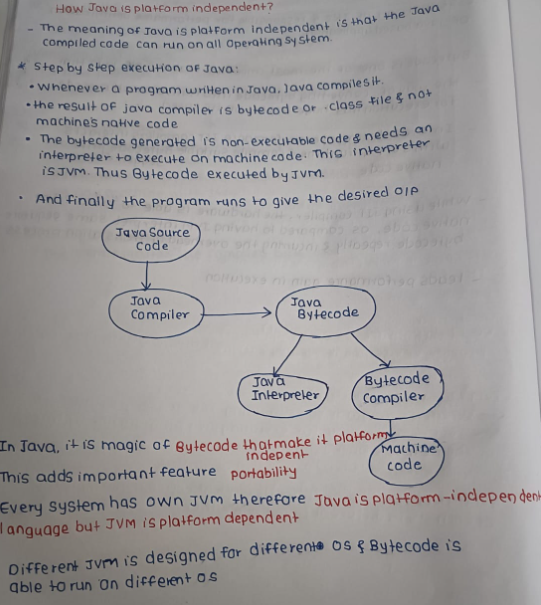 How Java is platform independent?
- The meaning of Java is platform Independent is that the Java
compiled code can run on all operating system.
* Step by step execution of Java:
• Whenever a program written in Java, Java compiles it.
• the result of java compiler is bytecode or .class file & not
machine's native code
• The bytecode generated is non-executable code & needs an
interpreter to execute on machine code. This interpreter
is JVM. Thus Bytecode executed by JVM.
• And finally the program runs to give the desired O/P
Java Source
Code
Java
Compiler
Java
Bytecode
Java
Interpreter
Bytecode
Compiler
Machine
code
In Java, it is magic of Bytecode that make it platform
indepent
This adds important feature portability
Every system has own JVM therefore Java is platform-independent
language but JVM is platform dependent
Different JVM is designed for different OS & Bytecode is
able to run on different OS